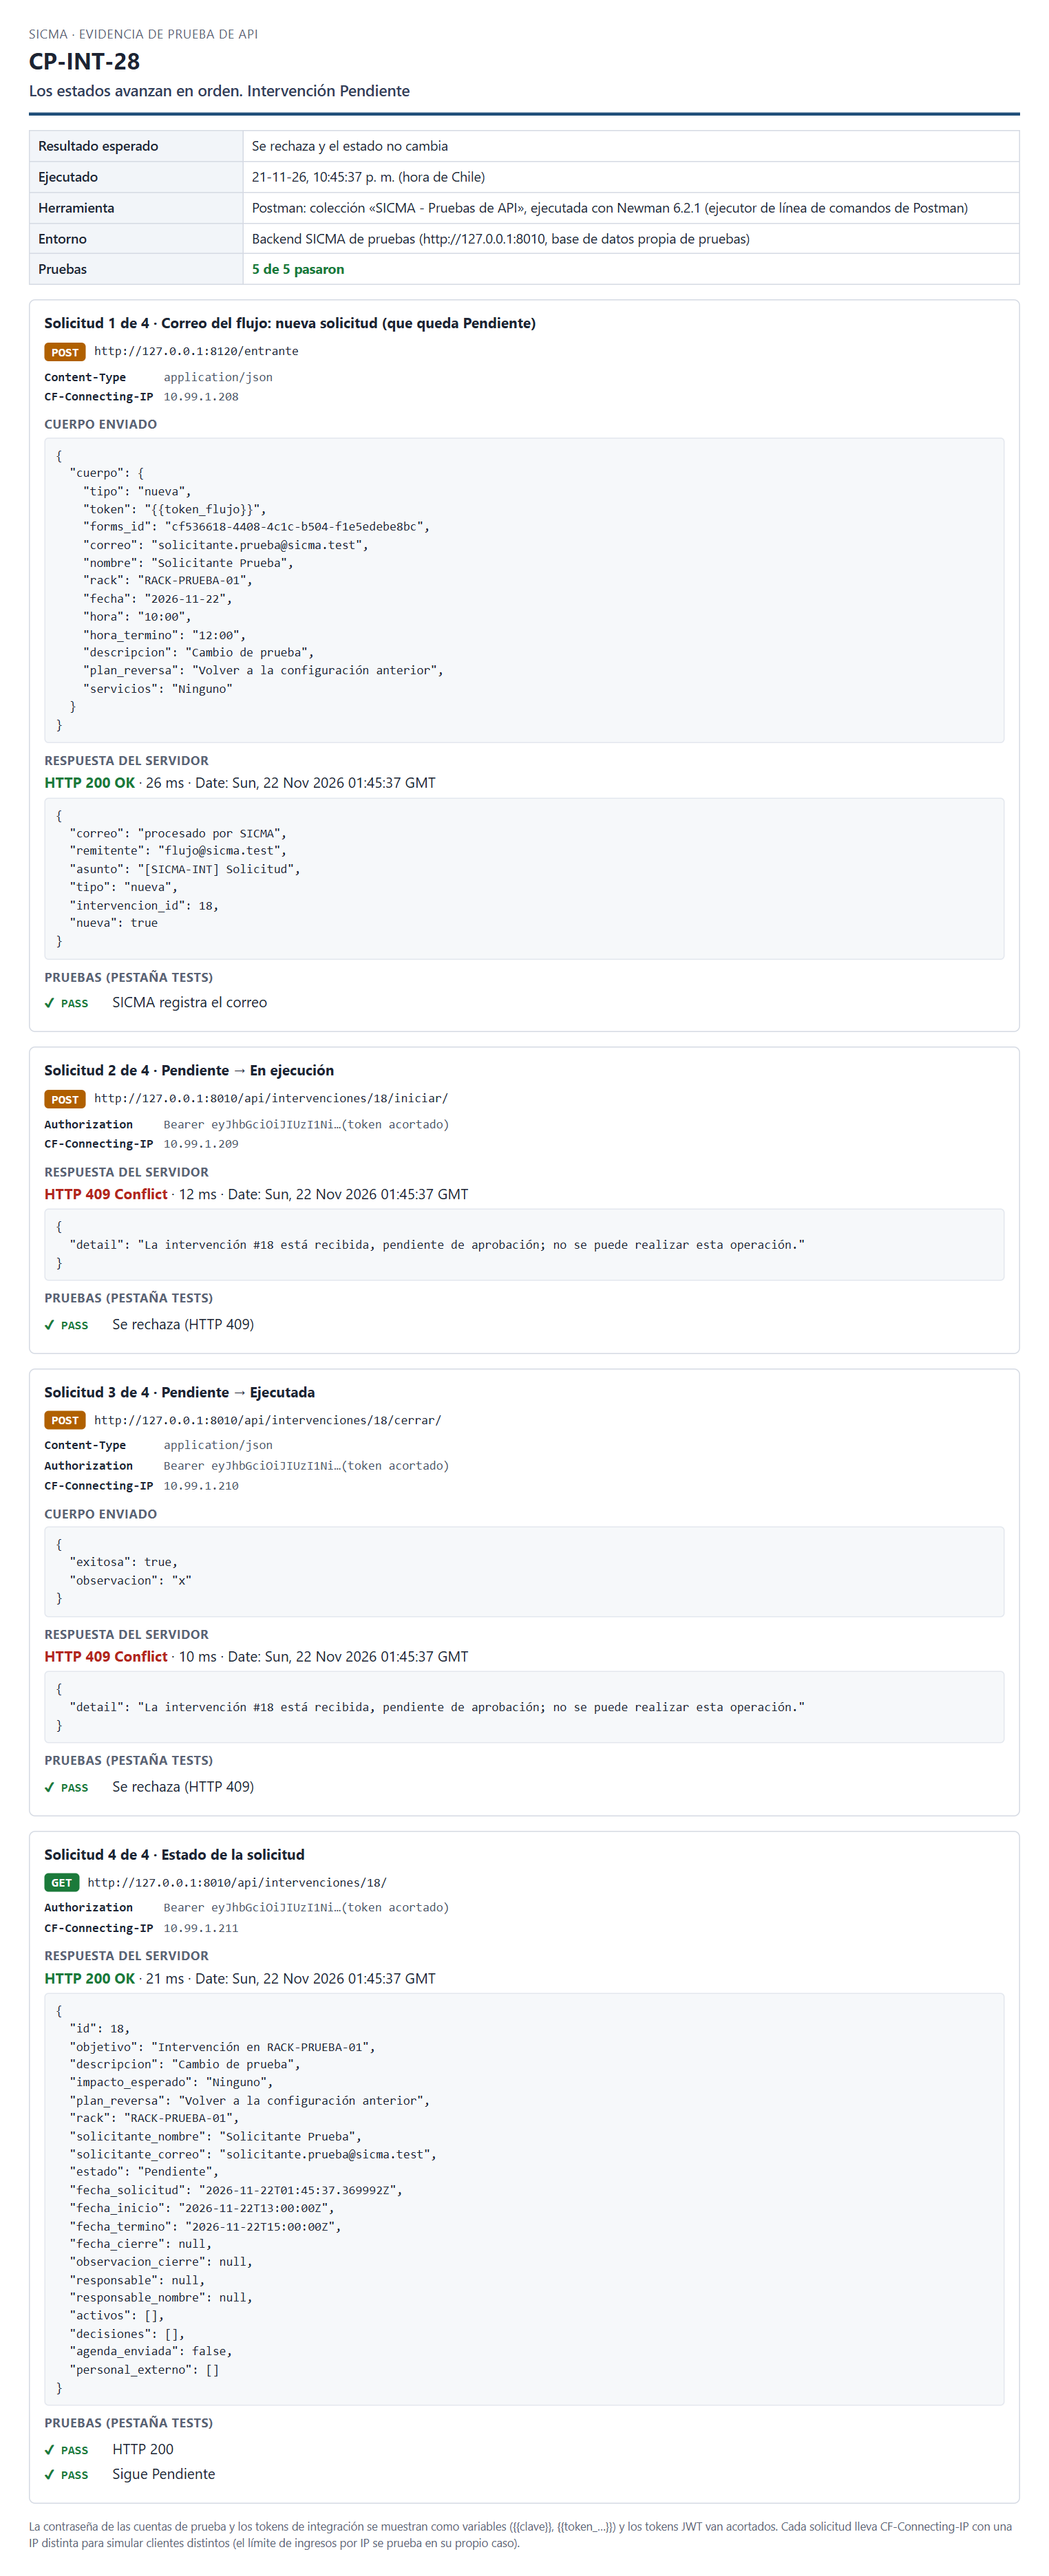 SICMA · EVIDENCIA DE PRUEBA DE API
CP-INT-28
Los estados avanzan en orden. Intervención Pendiente
Resultado esperado Se rechaza y el estado no cambia
Ejecutado 21-11-26, 10:45:37 p. m. (hora de Chile)
Herramienta Postman: colección «SICMA - Pruebas de API», ejecutada con Newman 6.2.1 (ejecutor de línea de comandos de Postman)
Entorno Backend SICMA de pruebas (http://127.0.0.1:8010, base de datos propia de pruebas)
Pruebas 5 de 5 pasaron
Solicitud 1 de 4 · Correo del flujo: nueva solicitud (que queda Pendiente)
POST http://127.0.0.1:8120/entrante
Content-Type application/json
CF-Connecting-IP 10.99.1.208
CUERPO ENVIADO
{
"cuerpo": {
"tipo": "nueva",
"token": "{{token_flujo}}",
"forms_id": "cf536618-4408-4c1c-b504-f1e5edebe8bc",
"correo": "solicitante.prueba@sicma.test",
"nombre": "Solicitante Prueba",
"rack": "RACK-PRUEBA-01",
"fecha": "2026-11-22",
"hora": "10:00",
"hora_termino": "12:00",
"descripcion": "Cambio de prueba",
"plan_reversa": "Volver a la configuración anterior",
"servicios": "Ninguno"
}
}
RESPUESTA DEL SERVIDOR
HTTP 200 OK · 26 ms · Date: Sun, 22 Nov 2026 01:45:37 GMT
{
"correo": "procesado por SICMA",
"remitente": "flujo@sicma.test",
"asunto": "[SICMA-INT] Solicitud",
"tipo": "nueva",
"intervencion_id": 18,
"nueva": true
}
PRUEBAS (PESTAÑA TESTS)
✓ PASS SICMA registra el correo
Solicitud 2 de 4 · Pendiente → En ejecución
POST http://127.0.0.1:8010/api/intervenciones/18/iniciar/
Authorization Bearer eyJhbGciOiJIUzI1Ni…(token acortado)
CF-Connecting-IP 10.99.1.209
RESPUESTA DEL SERVIDOR
HTTP 409 Conflict · 12 ms · Date: Sun, 22 Nov 2026 01:45:37 GMT
{
"detail": "La intervención #18 está recibida, pendiente de aprobación; no se puede realizar esta operación."
}
PRUEBAS (PESTAÑA TESTS)
✓ PASS Se rechaza (HTTP 409)
Solicitud 3 de 4 · Pendiente → Ejecutada
POST http://127.0.0.1:8010/api/intervenciones/18/cerrar/
Content-Type application/json
Authorization Bearer eyJhbGciOiJIUzI1Ni…(token acortado)
CF-Connecting-IP 10.99.1.210
CUERPO ENVIADO
{
"exitosa": true,
"observacion": "x"
}
RESPUESTA DEL SERVIDOR
HTTP 409 Conflict · 10 ms · Date: Sun, 22 Nov 2026 01:45:37 GMT
{
"detail": "La intervención #18 está recibida, pendiente de aprobación; no se puede realizar esta operación."
}
PRUEBAS (PESTAÑA TESTS)
✓ PASS Se rechaza (HTTP 409)
Solicitud 4 de 4 · Estado de la solicitud
GET http://127.0.0.1:8010/api/intervenciones/18/
Authorization Bearer eyJhbGciOiJIUzI1Ni…(token acortado)
CF-Connecting-IP 10.99.1.211
RESPUESTA DEL SERVIDOR
HTTP 200 OK · 21 ms · Date: Sun, 22 Nov 2026 01:45:37 GMT
{
"id": 18,
"objetivo": "Intervención en RACK-PRUEBA-01",
"descripcion": "Cambio de prueba",
"impacto_esperado": "Ninguno",
"plan_reversa": "Volver a la configuración anterior",
"rack": "RACK-PRUEBA-01",
"solicitante_nombre": "Solicitante Prueba",
"solicitante_correo": "solicitante.prueba@sicma.test",
"estado": "Pendiente",
"fecha_solicitud": "2026-11-22T01:45:37.369992Z",
"fecha_inicio": "2026-11-22T13:00:00Z",
"fecha_termino": "2026-11-22T15:00:00Z",
"fecha_cierre": null,
"observacion_cierre": null,
"responsable": null,
"responsable_nombre": null,
"activos": [],
"decisiones": [],
"agenda_enviada": false,
"personal_externo": []
}
PRUEBAS (PESTAÑA TESTS)
✓ PASS HTTP 200
✓ PASS Sigue Pendiente
La contraseña de las cuentas de prueba y los tokens de integración se muestran como variables ({{clave}}, {{token_…}}) y los tokens JWT van acortados. Cada solicitud lleva CF-Connecting-IP con una
IP distinta para simular clientes distintos (el límite de ingresos por IP se prueba en su propio caso).